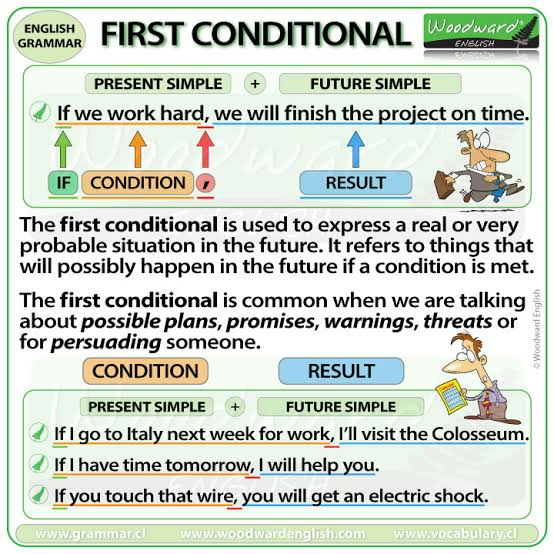 ENGLISH
GRAMMAR
FIRST CONDITIONAL
Woodward®
ENGLISH
PRESENT SIMPLE + FUTURE SIMPLE
If we work hard, we will finish the project on time.
IF CONDITION , RESULT
The first conditional is used to express a real or very
probable situation in the future. It refers to things that
will possibly happen in the future if a condition is met.
The first conditional is common when we are talking
about possible plans, promises, warnings, threats or
for persuading someone.
© Woodward English
CONDITION RESULT
PRESENT SIMPLE + FUTURE SIMPLE
If I go to Italy next week for work, I'll visit the Colosseum.
If I have time tomorrow, I will help you.
If you touch that wire, you will get an electric shock.
www.grammar.cl www.woodwardenglish.com www.vocabulary.cl